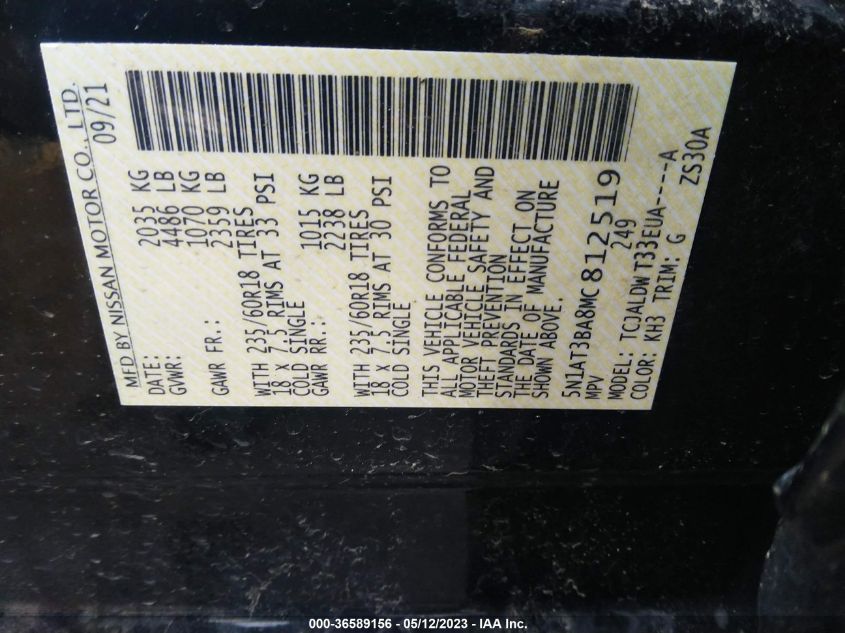 MFD BY NISSAN MOTOR CO., LTD.
DATE: 09/21
GVWR: 2035 KG
4486 LB
GAWR FR.: 1070 KG
2359 LB
WITH 235/60R18 TIRES
18 X 7.5 RIMS AT 33 PSI
COLD SINGLE
GAWR RR.: 1015 KG
2238 LB
WITH 235/60R18 TIRES
18 X 7.5 RIMS AT 30 PSI
COLD SINGLE
THIS VEHICLE CONFORMS TO
ALL APPLICABLE FEDERAL
MOTOR VEHICLE SAFETY AND
THEFT PREVENTION
STANDARDS IN EFFECT ON
THE DATE OF MANUFACTURE
SHOWN ABOVE.
5N1AT3BA8MC812519
MPV 249
MODEL: TCJALDW T33EUA----A
COLOR: KH3 TRIM: G ZS30A
000-36589156 - 05/12/2023 - IAA Inc.